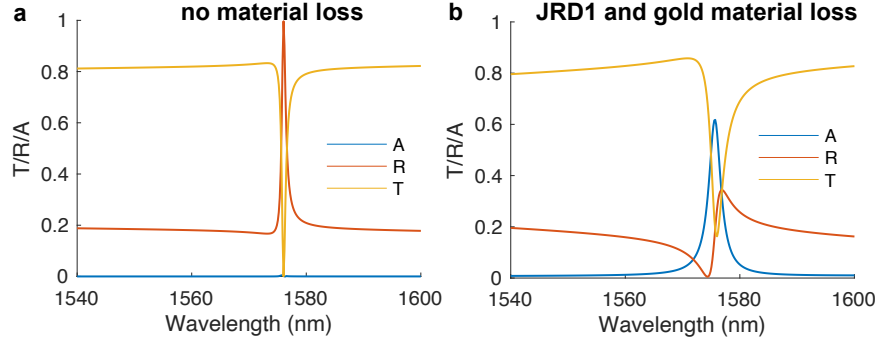 a
no material loss
1
0.8
0.6
0.4
0.2
0
T/R/A
A
R
T
1540
1560
1580
1600
Wavelength (nm)
b
JRD1 and gold material loss
1
0.8
0.6
0.4
0.2
0
T/R/A
A
R
T
1540
1560
1580
1600
Wavelength (nm)